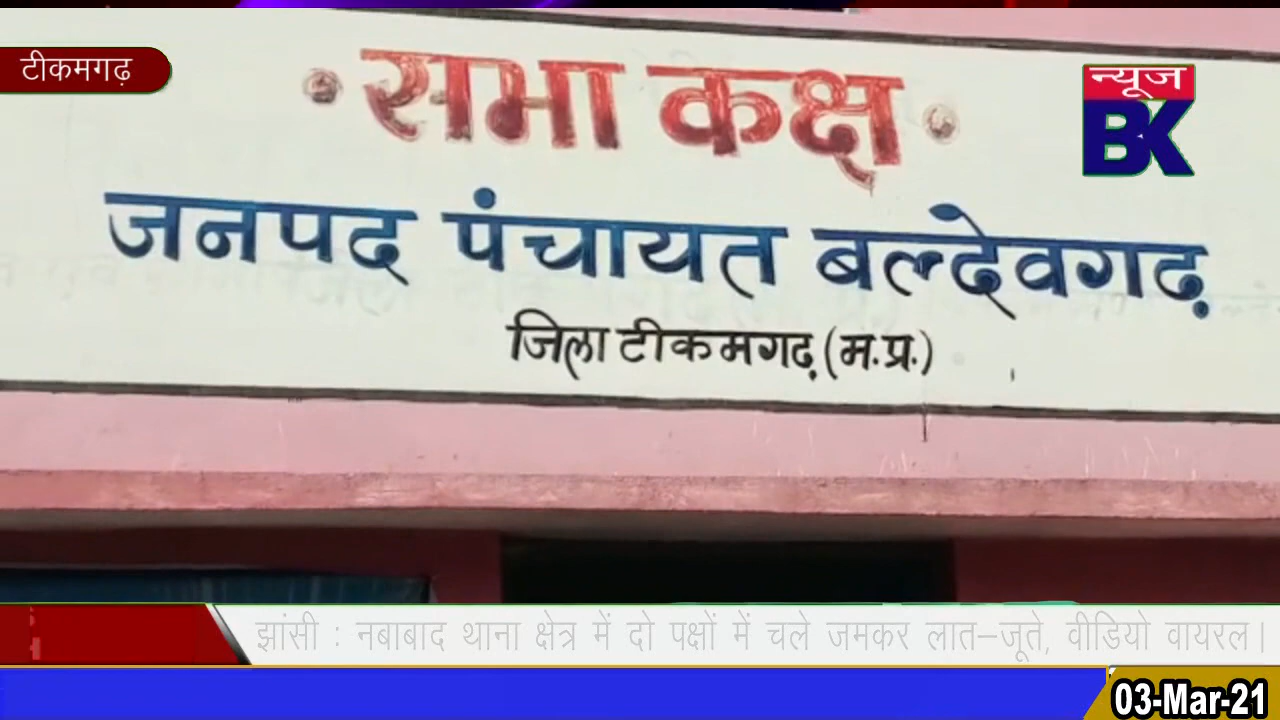 टीकमगढ़
सभा कक्ष
न्यूज
BK
जनपद पंचायत बल्देवगढ़
जिला टीकमगढ़ (म.प्र.)
झांसी : नबाबाद थाना क्षेत्र में दो पक्षों में चले जमकर लात-जूते, वीडियो वायरल।
03-Mar-21